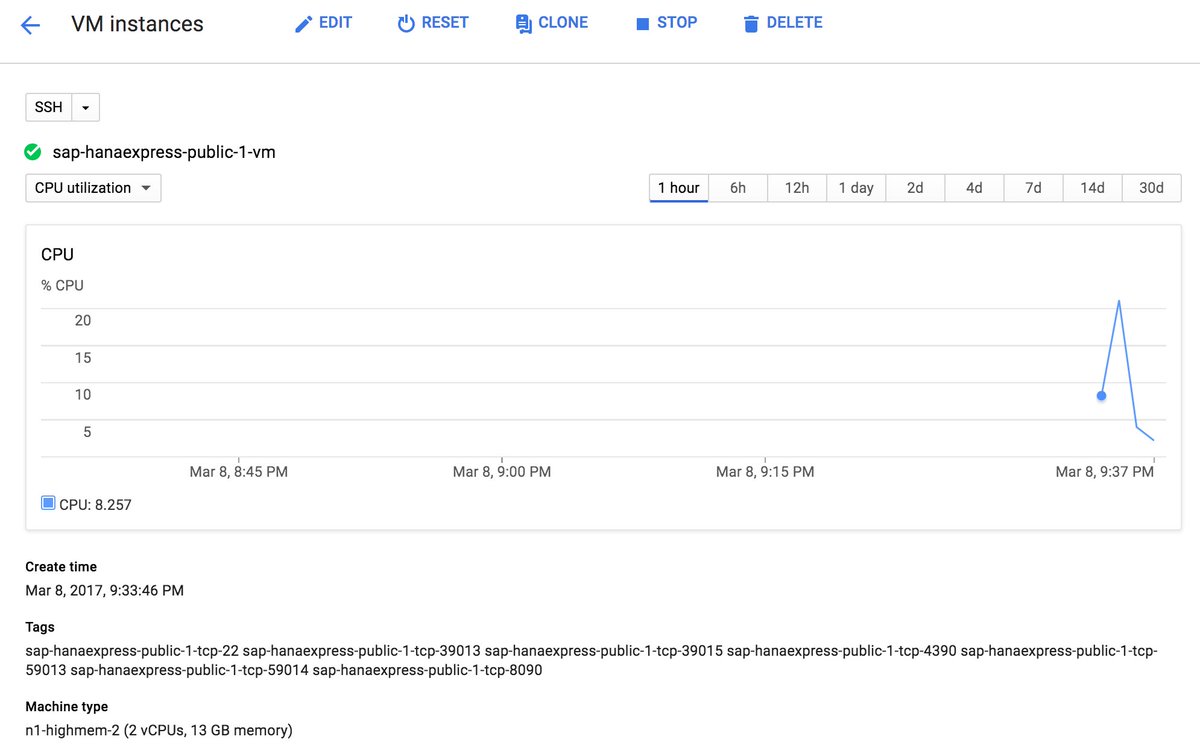 VM instances EDIT RESET CLONE STOP DELETE
SSH
sap-hanaexpress-public-1-vm
CPU utilization 1 hour 6h 12h 1 day 2d 4d 7d 14d 30d
CPU
% CPU
20
15
10
5
Mar 8, 8:45 PM Mar 8, 9:00 PM Mar 8, 9:15 PM Mar 8, 9:37 PM
CPU: 8.257
Create time
Mar 8, 2017, 9:33:46 PM
Tags
sap-hanaexpress-public-1-tcp-22 sap-hanaexpress-public-1-tcp-39013 sap-hanaexpress-public-1-tcp-39015 sap-hanaexpress-public-1-tcp-4390 sap-hanaexpress-public-1-tcp-
59013 sap-hanaexpress-public-1-tcp-59014 sap-hanaexpress-public-1-tcp-8090
Machine type
n1-highmem-2 (2 vCPUs, 13 GB memory)